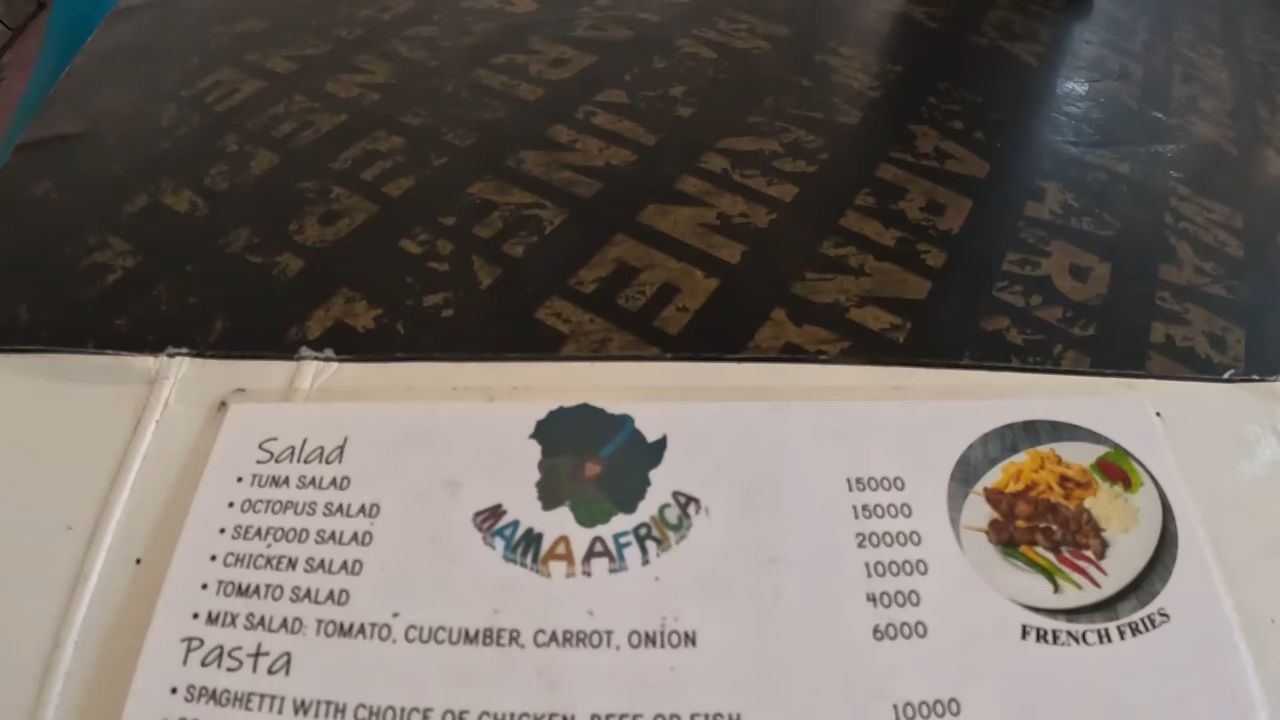 Salad
• TUNA SALAD 15000
• OCTOPUS SALAD 15000
• SEAFOOD SALAD 20000
• CHICKEN SALAD 10000
• TOMATO SALAD 4000
• MIX SALAD: TOMATO, CUCUMBER, CARROT, ONION 6000
MAMA AFRICA
FRENCH FRIES
Pasta
• SPAGHETTI WITH CHOICE OF CHICKEN, BEEF OR FISH 10000